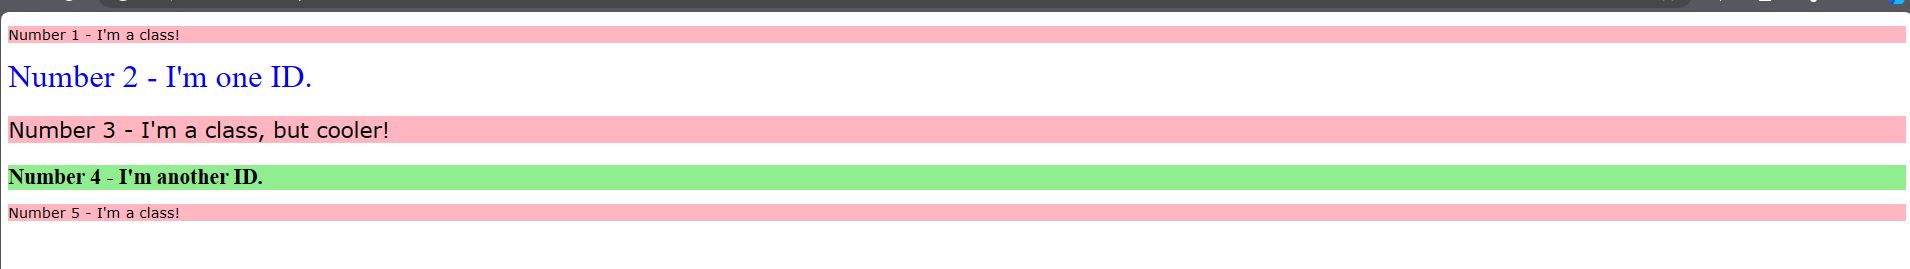 Number 1 - I'm a class!
Number 2 - I'm one ID.
Number 3 - I'm a class, but cooler!
Number 4 - I'm another ID.
Number 5 - I'm a class!